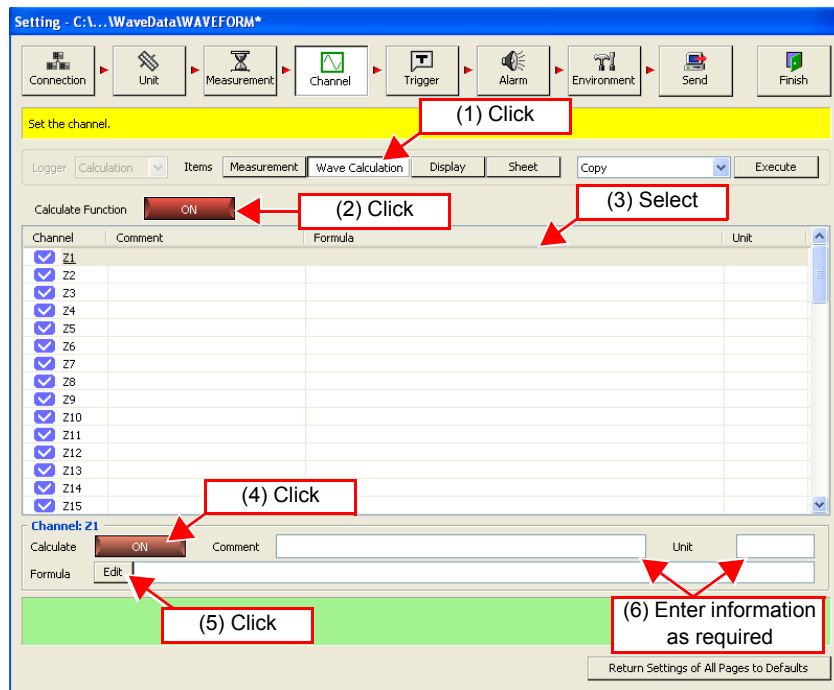 Setting - C:\...\WaveData\WAVEFORM*
Connection Unit Measurement Channel Trigger Alarm Environment Send Finish
(1) Click
Set the channel.
Logger Calculation Items Measurement Wave Calculation Display Sheet Copy Execute
(2) Click
(3) Select
Calculate Function ON
Channel Comment Formula Unit
Z1
Z2
Z3
Z4
Z5
Z6
Z7
Z8
Z9
Z10
Z11
Z12
Z13
Z14
Z15
(4) Click
Channel: Z1
Calculate ON Comment Unit
Formula Edit
(5) Click
(6) Enter information
as required
Return Settings of All Pages to Defaults